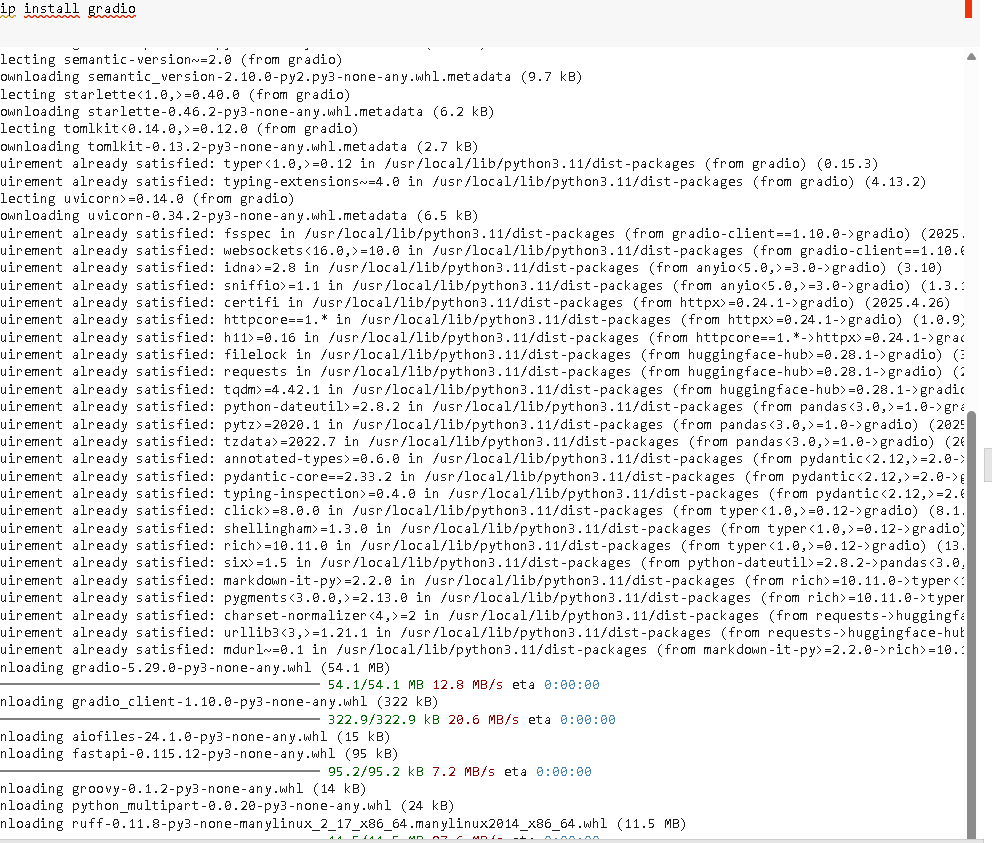 ip install gradio
lecting semantic-version~=2.0 (from gradio)
ownloading semantic_version-2.10.0-py2.py3-none-any.whl.metadata (9.7 kB)
lecting starlette<1.0,>=0.40.0 (from gradio)
ownloading starlette-0.46.2-py3-none-any.whl.metadata (6.2 kB)
lecting tomlkit<0.14.0,>=0.12.0 (from gradio)
ownloading tomlkit-0.13.2-py3-none-any.whl.metadata (2.7 kB)
uirement already satisfied: typer<1.0,>=0.12 in /usr/local/lib/python3.11/dist-packages (from gradio) (0.15.3)
uirement already satisfied: typing-extensions~=4.0 in /usr/local/lib/python3.11/dist-packages (from gradio) (4.13.2)
lecting uvicorn>=0.14.0 (from gradio)
ownloading uvicorn-0.34.2-py3-none-any.whl.metadata (6.5 kB)
uirement already satisfied: fsspec in /usr/local/lib/python3.11/dist-packages (from gradio-client==1.10.0->gradio) (2025.
uirement already satisfied: websockets<16.0,>=10.0 in /usr/local/lib/python3.11/dist-packages (from gradio-client==1.10.0
uirement already satisfied: idna>=2.8 in /usr/local/lib/python3.11/dist-packages (from anyio<5.0,>=3.0->gradio) (3.10)
uirement already satisfied: sniffio>=1.1 in /usr/local/lib/python3.11/dist-packages (from anyio<5.0,>=3.0->gradio) (1.3.1
uirement already satisfied: certifi in /usr/local/lib/python3.11/dist-packages (from httpx>=0.24.1->gradio) (2025.4.26)
uirement already satisfied: httpcore==1.* in /usr/local/lib/python3.11/dist-packages (from httpx>=0.24.1->gradio) (1.0.9)
uirement already satisfied: h11>=0.16 in /usr/local/lib/python3.11/dist-packages (from httpcore==1.*->httpx>=0.24.1->grad
uirement already satisfied: filelock in /usr/local/lib/python3.11/dist-packages (from huggingface-hub>=0.28.1->gradio) (3
uirement already satisfied: requests in /usr/local/lib/python3.11/dist-packages (from huggingface-hub>=0.28.1->gradio) (2
uirement already satisfied: tqdm>=4.42.1 in /usr/local/lib/python3.11/dist-packages (from huggingface-hub>=0.28.1->gradio
uirement already satisfied: python-dateutil>=2.8.2 in /usr/local/lib/python3.11/dist-packages (from pandas<3.0,>=1.0->gra
uirement already satisfied: pytz>=2020.1 in /usr/local/lib/python3.11/dist-packages (from pandas<3.0,>=1.0->gradio) (2025
uirement already satisfied: tzdata>=2022.7 in /usr/local/lib/python3.11/dist-packages (from pandas<3.0,>=1.0->gradio) (20
uirement already satisfied: annotated-types>=0.6.0 in /usr/local/lib/python3.11/dist-packages (from pydantic<2.12,>=2.0->
uirement already satisfied: pydantic-core==2.33.2 in /usr/local/lib/python3.11/dist-packages (from pydantic<2.12,>=2.0->g
uirement already satisfied: typing-inspection>=0.4.0 in /usr/local/lib/python3.11/dist-packages (from pydantic<2.12,>=2.0
uirement already satisfied: click>=8.0.0 in /usr/local/lib/python3.11/dist-packages (from typer<1.0,>=0.12->gradio) (8.1.
uirement already satisfied: shellingham>=1.3.0 in /usr/local/lib/python3.11/dist-packages (from typer<1.0,>=0.12->gradio)
uirement already satisfied: rich>=10.11.0 in /usr/local/lib/python3.11/dist-packages (from typer<1.0,>=0.12->gradio) (13.
uirement already satisfied: six>=1.5 in /usr/local/lib/python3.11/dist-packages (from python-dateutil>=2.8.2->pandas<3.0,
uirement already satisfied: markdown-it-py>=2.2.0 in /usr/local/lib/python3.11/dist-packages (from rich>=10.11.0->typer<1
uirement already satisfied: pygments<3.0.0,>=2.13.0 in /usr/local/lib/python3.11/dist-packages (from rich>=10.11.0->typer
uirement already satisfied: charset-normalizer<4,>=2 in /usr/local/lib/python3.11/dist-packages (from requests->huggingfa
uirement already satisfied: urllib3<3,>=1.21.1 in /usr/local/lib/python3.11/dist-packages (from requests->huggingface-hub
uirement already satisfied: mdurl~=0.1 in /usr/local/lib/python3.11/dist-packages (from markdown-it-py>=2.2.0->rich>=10.1
nloading gradio-5.29.0-py3-none-any.whl (54.1 MB)
54.1/54.1 MB 12.8 MB/s eta 0:00:00
nloading gradio_client-1.10.0-py3-none-any.whl (322 kB)
322.9/322.9 kB 20.6 MB/s eta 0:00:00
nloading aiofiles-24.1.0-py3-none-any.whl (15 kB)
nloading fastapi-0.115.12-py3-none-any.whl (95 kB)
95.2/95.2 kB 7.2 MB/s eta 0:00:00
nloading groovy-0.1.2-py3-none-any.whl (14 kB)
nloading python_multipart-0.0.20-py3-none-any.whl (24 kB)
nloading ruff-0.11.8-py3-none-manylinux_2_17_x86_64.manylinux2014_x86_64.whl (11.5 MB)